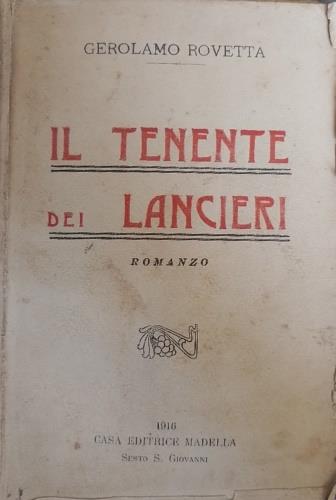 GEROLAMO ROVETTA
IL TENENTE
DEI LANCIERI
ROMANZO
1916
CASA EDITRICE MADELLA
SESTO S. GIOVANNI